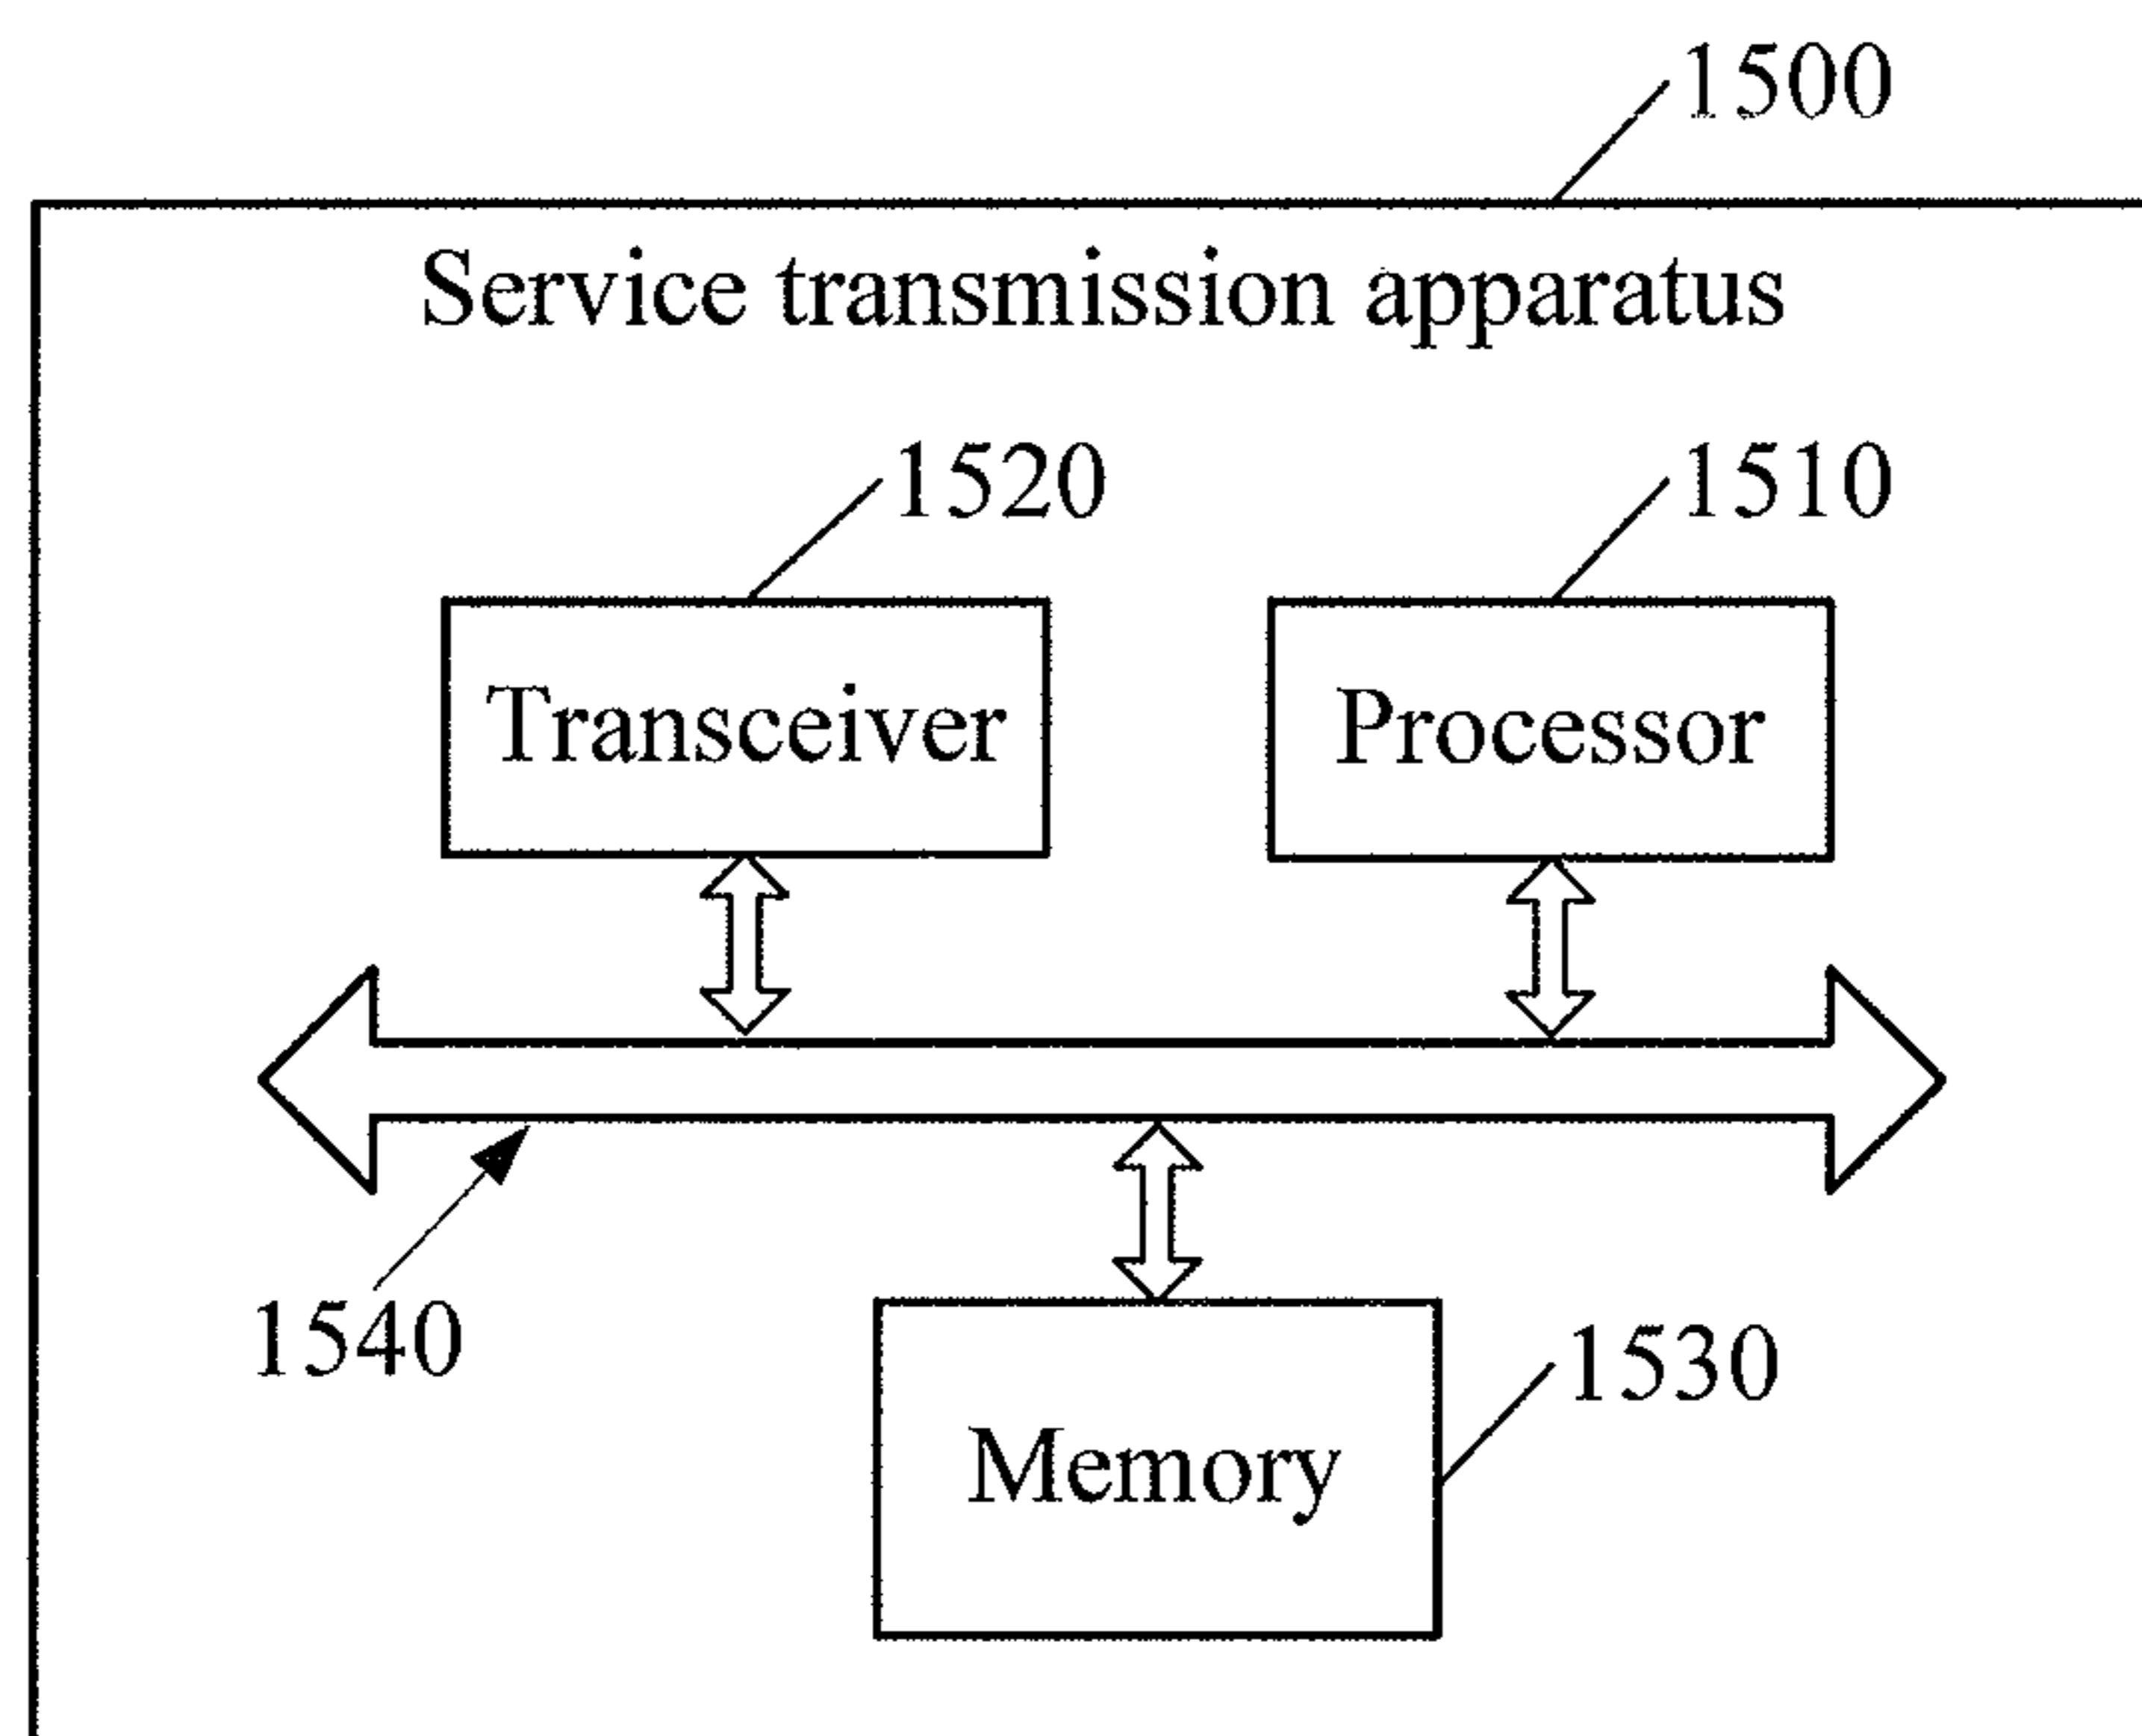 1500
Service transmission apparatus
1520
1510
Transceiver
Processor
1540
1530
Memory